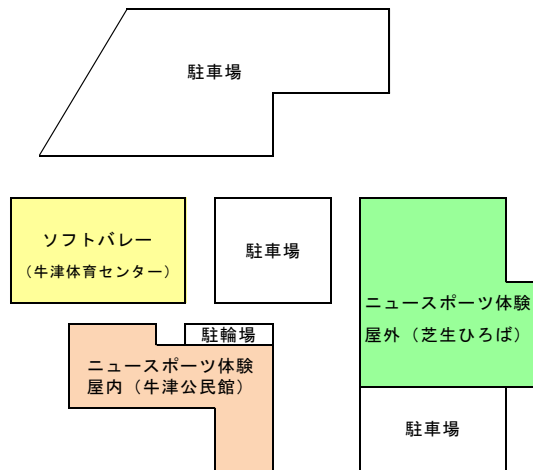 駐車場
ソフトバレー
（牛津体育センター）
駐車場
ニュースポーツ体験
屋外（芝生ひろば）
駐輪場
ニュースポーツ体験
屋内（牛津公民館）
駐車場